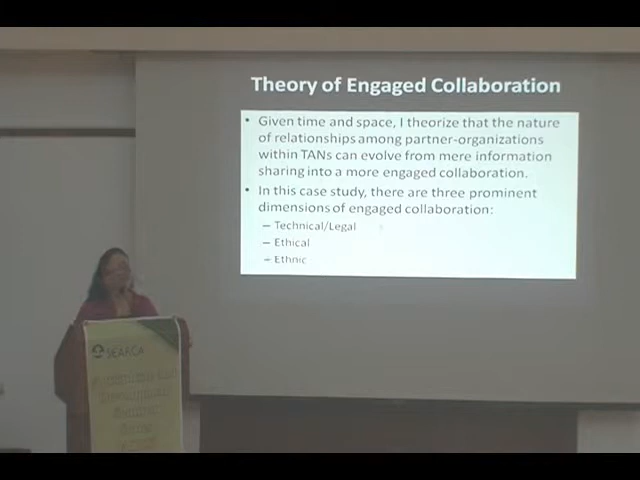 Theory of Engaged Collaboration
• Given time and space, I theorize that the nature
of relationships among partner-organizations
within TANs can evolve from mere information
sharing into a more engaged collaboration.
• In this case study, there are three prominent
dimensions of engaged collaboration:
– Technical/Legal
– Ethical
– Ethnic
SEARCA